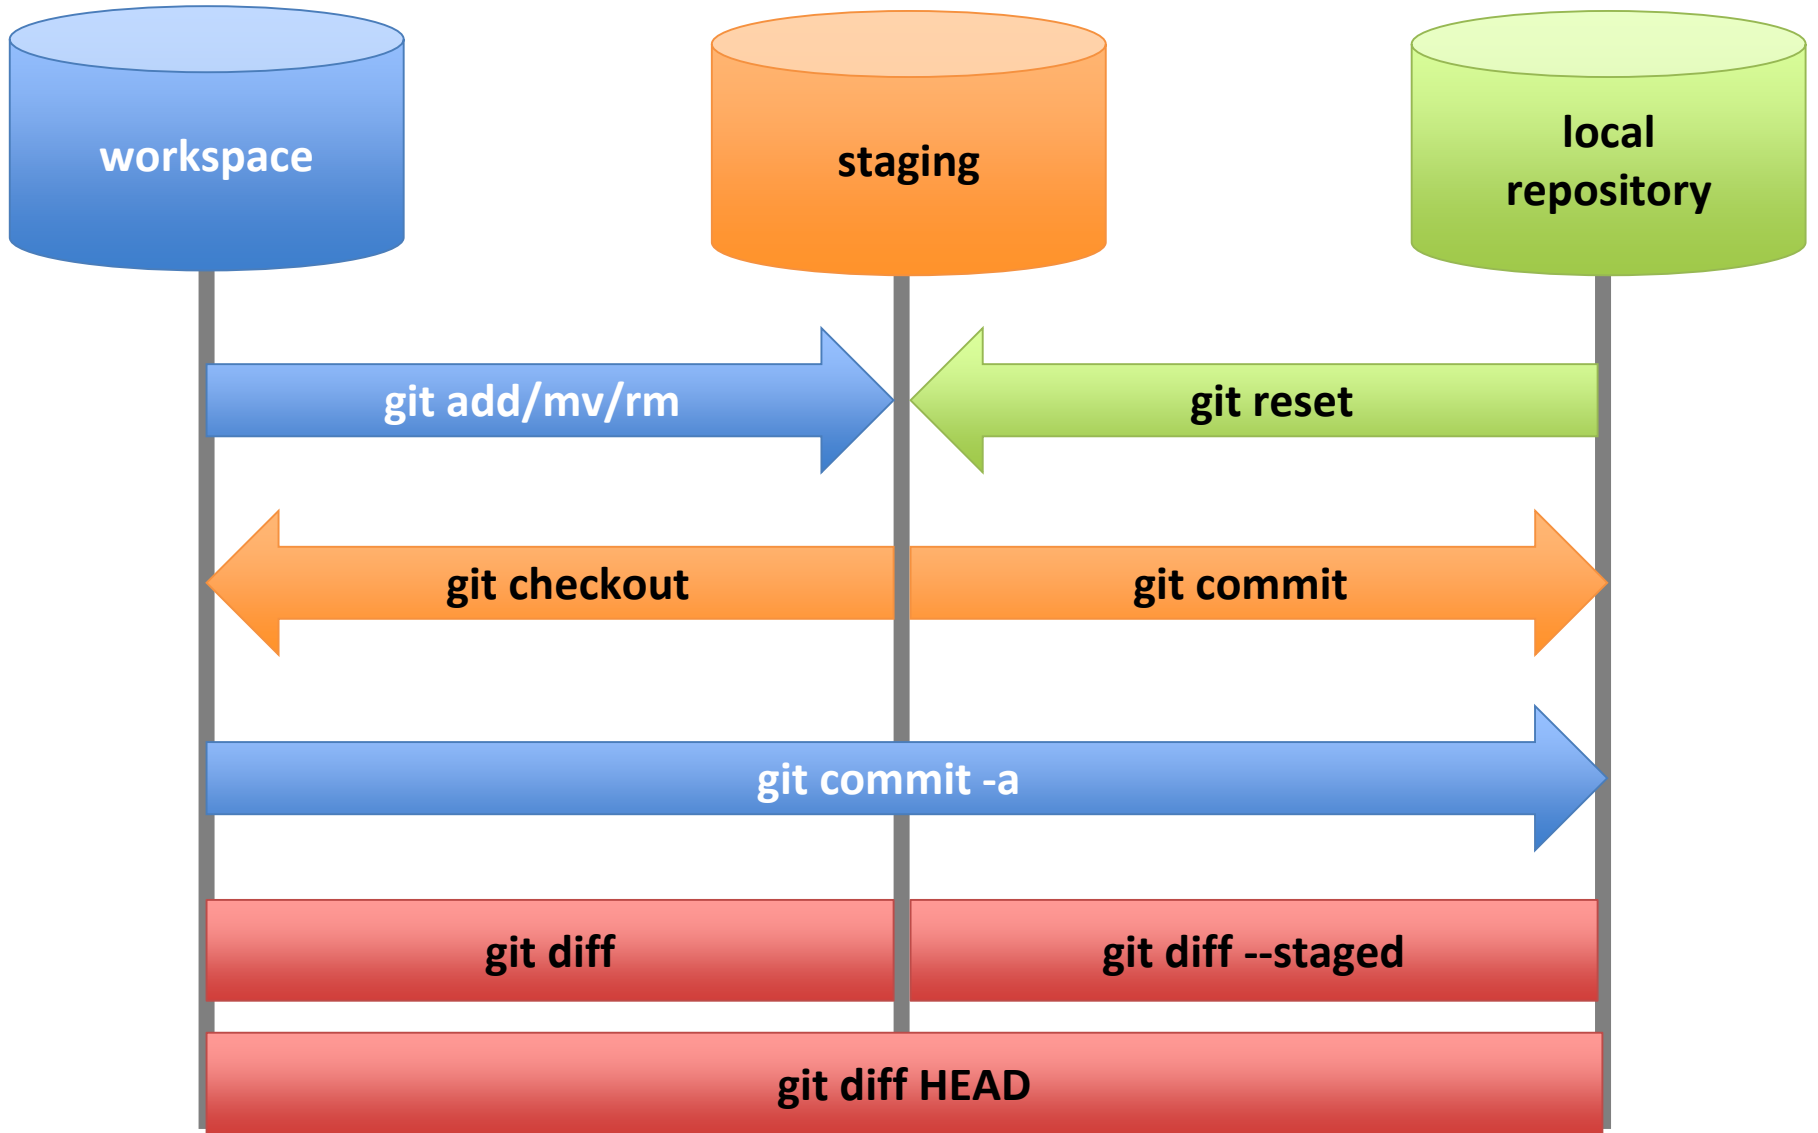 workspace
staging
local
repository
git add/mv/rm
git reset
git checkout
git commit
git commit -a
git diff
git diff --staged
git diff HEAD